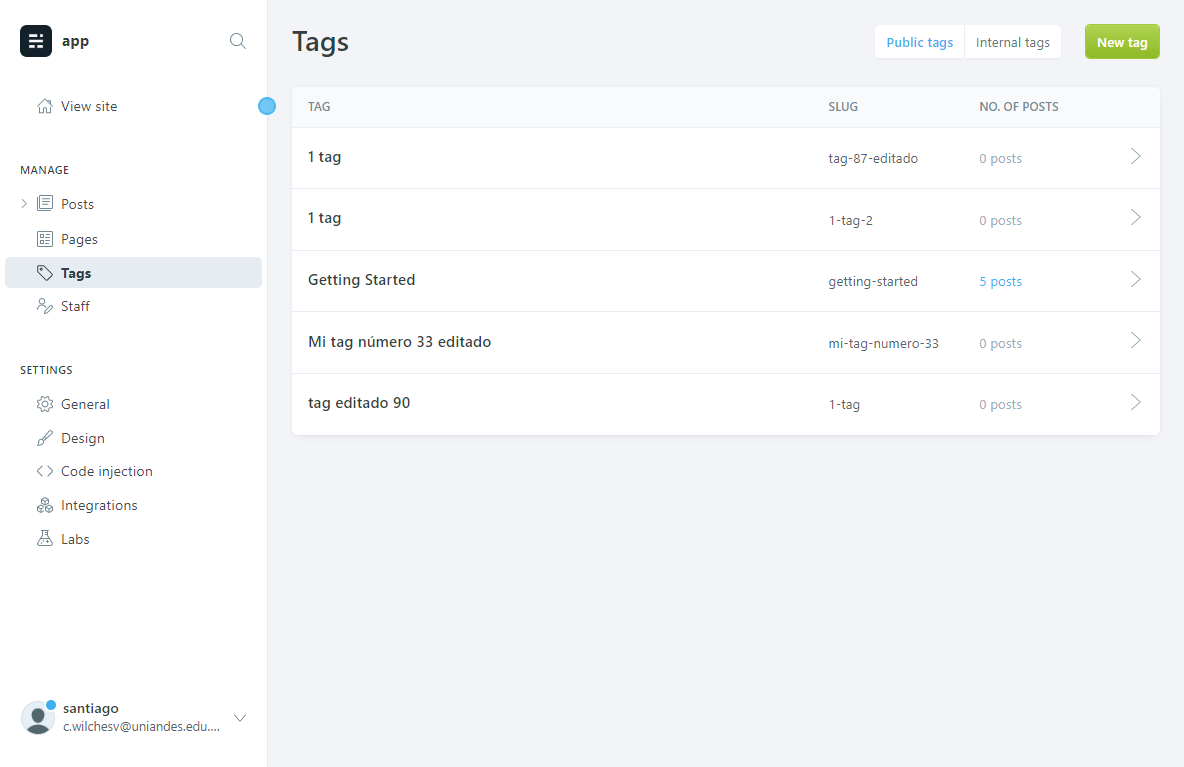 app
View site
MANAGE
Posts
Pages
Tags
Staff
SETTINGS
General
Design
Code injection
Integrations
Labs
santiago
c.wilchesv@uniandes.edu....
Tags
Public tags Internal tags New tag
TAG SLUG NO. OF POSTS
1 tag tag-87-editado 0 posts
1 tag 1-tag-2 0 posts
Getting Started getting-started 5 posts
Mi tag número 33 editado mi-tag-numero-33 0 posts
tag editado 90 1-tag 0 posts